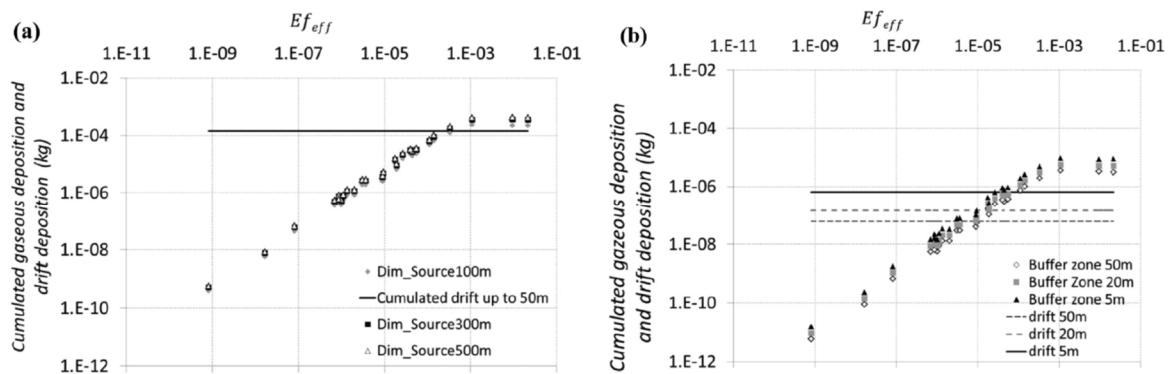 (a)
Ef_eff
1.E-11 1.E-09 1.E-07 1.E-05 1.E-03 1.E-01
1.E-02
1.E-04
1.E-06
1.E-08
1.E-10
1.E-12
Cumulated gaseous deposition and
drift deposition (kg)
Dim_Source100m
Cumulated drift up to 50m
Dim_Source300m
Dim_Source500m
(b)
Ef_eff
1.E-11 1.E-09 1.E-07 1.E-05 1.E-03 1.E-01
1.E-02
1.E-04
1.E-06
1.E-08
1.E-10
1.E-12
Cumulated gazeous deposition
and drift deposition (kg)
Buffer zone 50m
Buffer Zone 20m
Buffer zone 5m
drift 50m
drift 20m
drift 5m